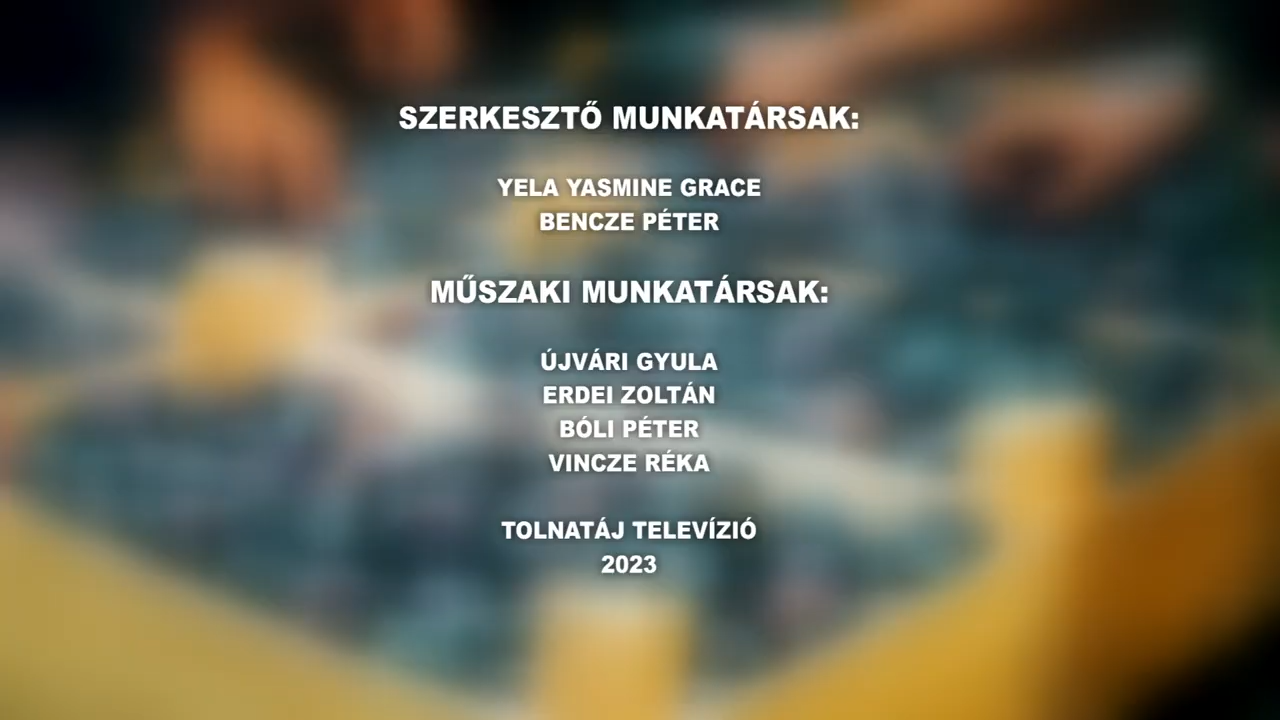 SZERKESZTŐ MUNKATÁRSAK:
YELA YASMINE GRACE
BENCZE PÉTER
MŰSZAKI MUNKATÁRSAK:
ÚJVÁRI GYULA
ERDEI ZOLTÁN
BÓLI PÉTER
VINCZE RÉKA
TOLNATÁJ TELEVÍZIÓ
2023